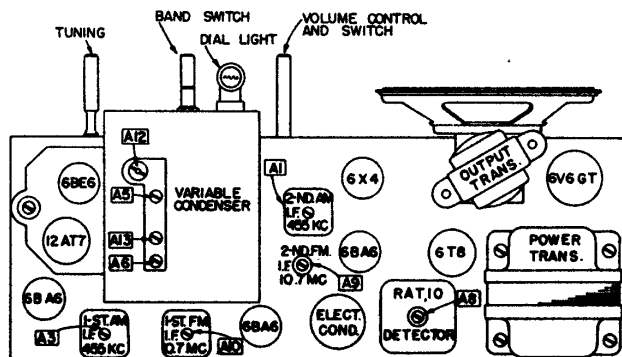 TUNING
BAND SWITCH
DIAL LIGHT
VOLUME CONTROL
AND SWITCH
A12
A5
A13
A6
VARIABLE
CONDENSER
6BE6
12AT7
6BA6
A3
1-ST.AM
I.F.
455 KC
1-ST. FM
I.F.
10.7 MC
A10
6BA6
A1
2-ND.AM
I.F.
455 KC
2-ND.FM.
I.F.
10.7 MC
A9
6X4
6BA6
ELECT.
COND.
OUTPUT
TRANS.
6V6GT
6T8
RATIO
DETECTOR
A8
POWER
TRANS.